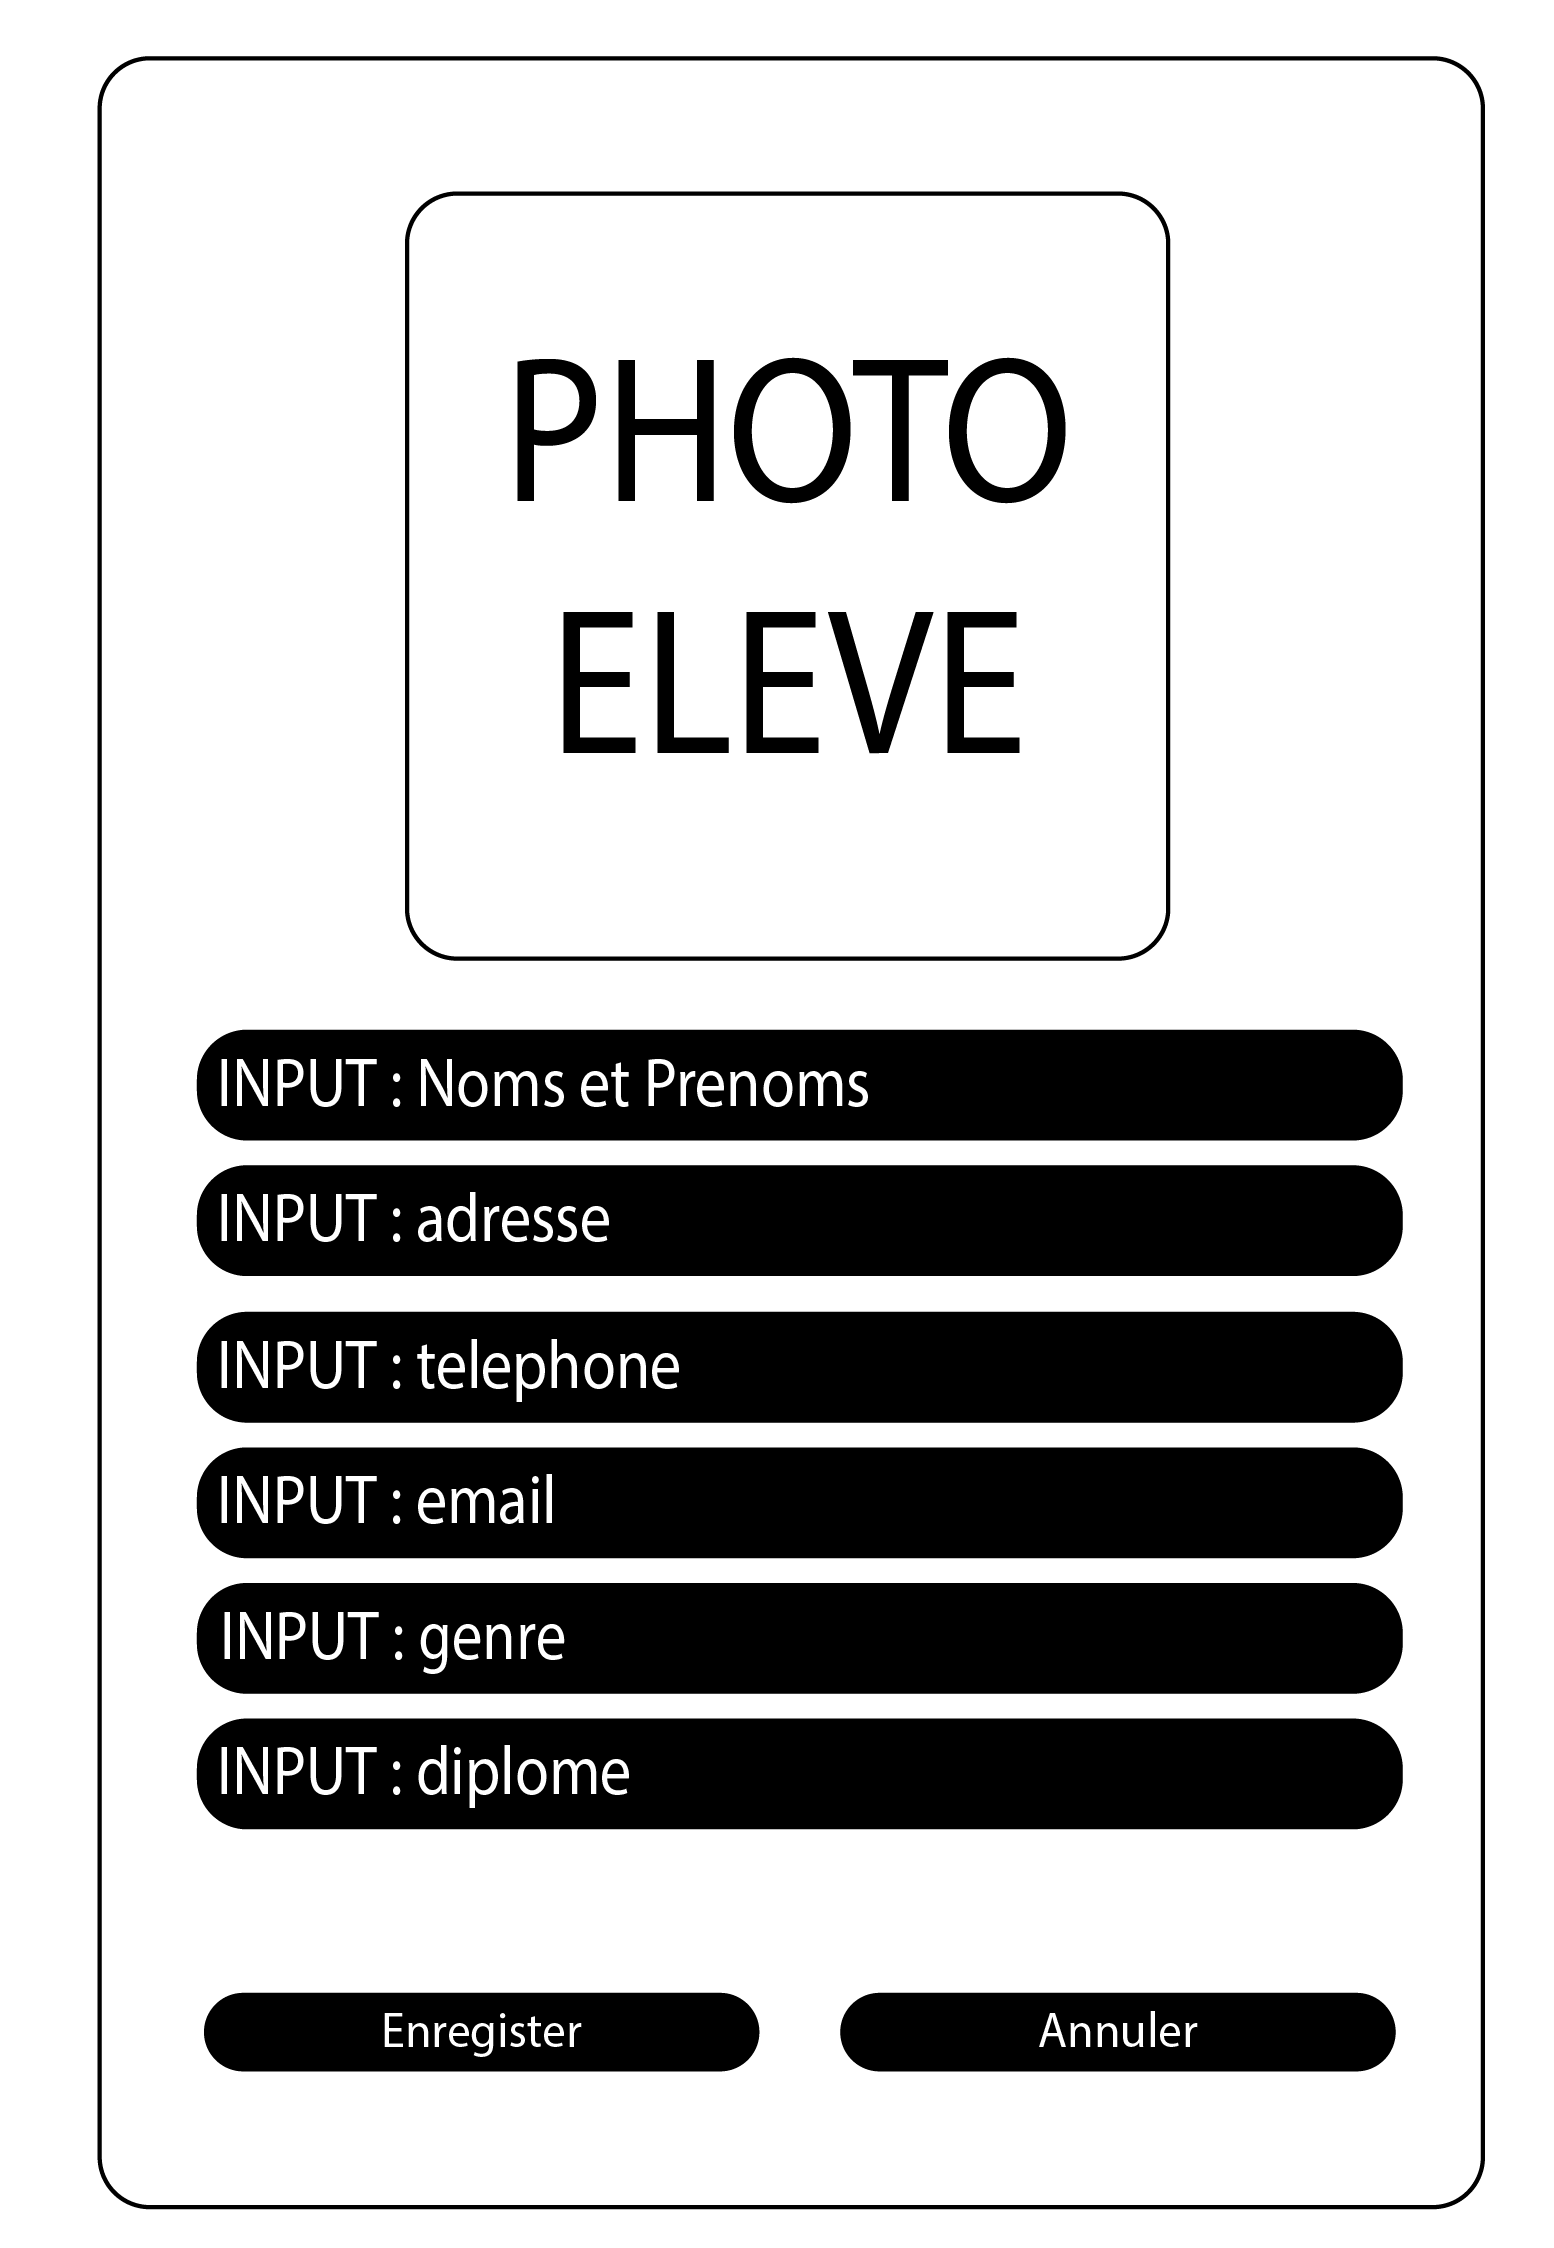 PHOTO
ELEVE
INPUT : Noms et Prenoms
INPUT : adresse
INPUT : telephone
INPUT : email
INPUT : genre
INPUT : diplome
Enregister
Annuler